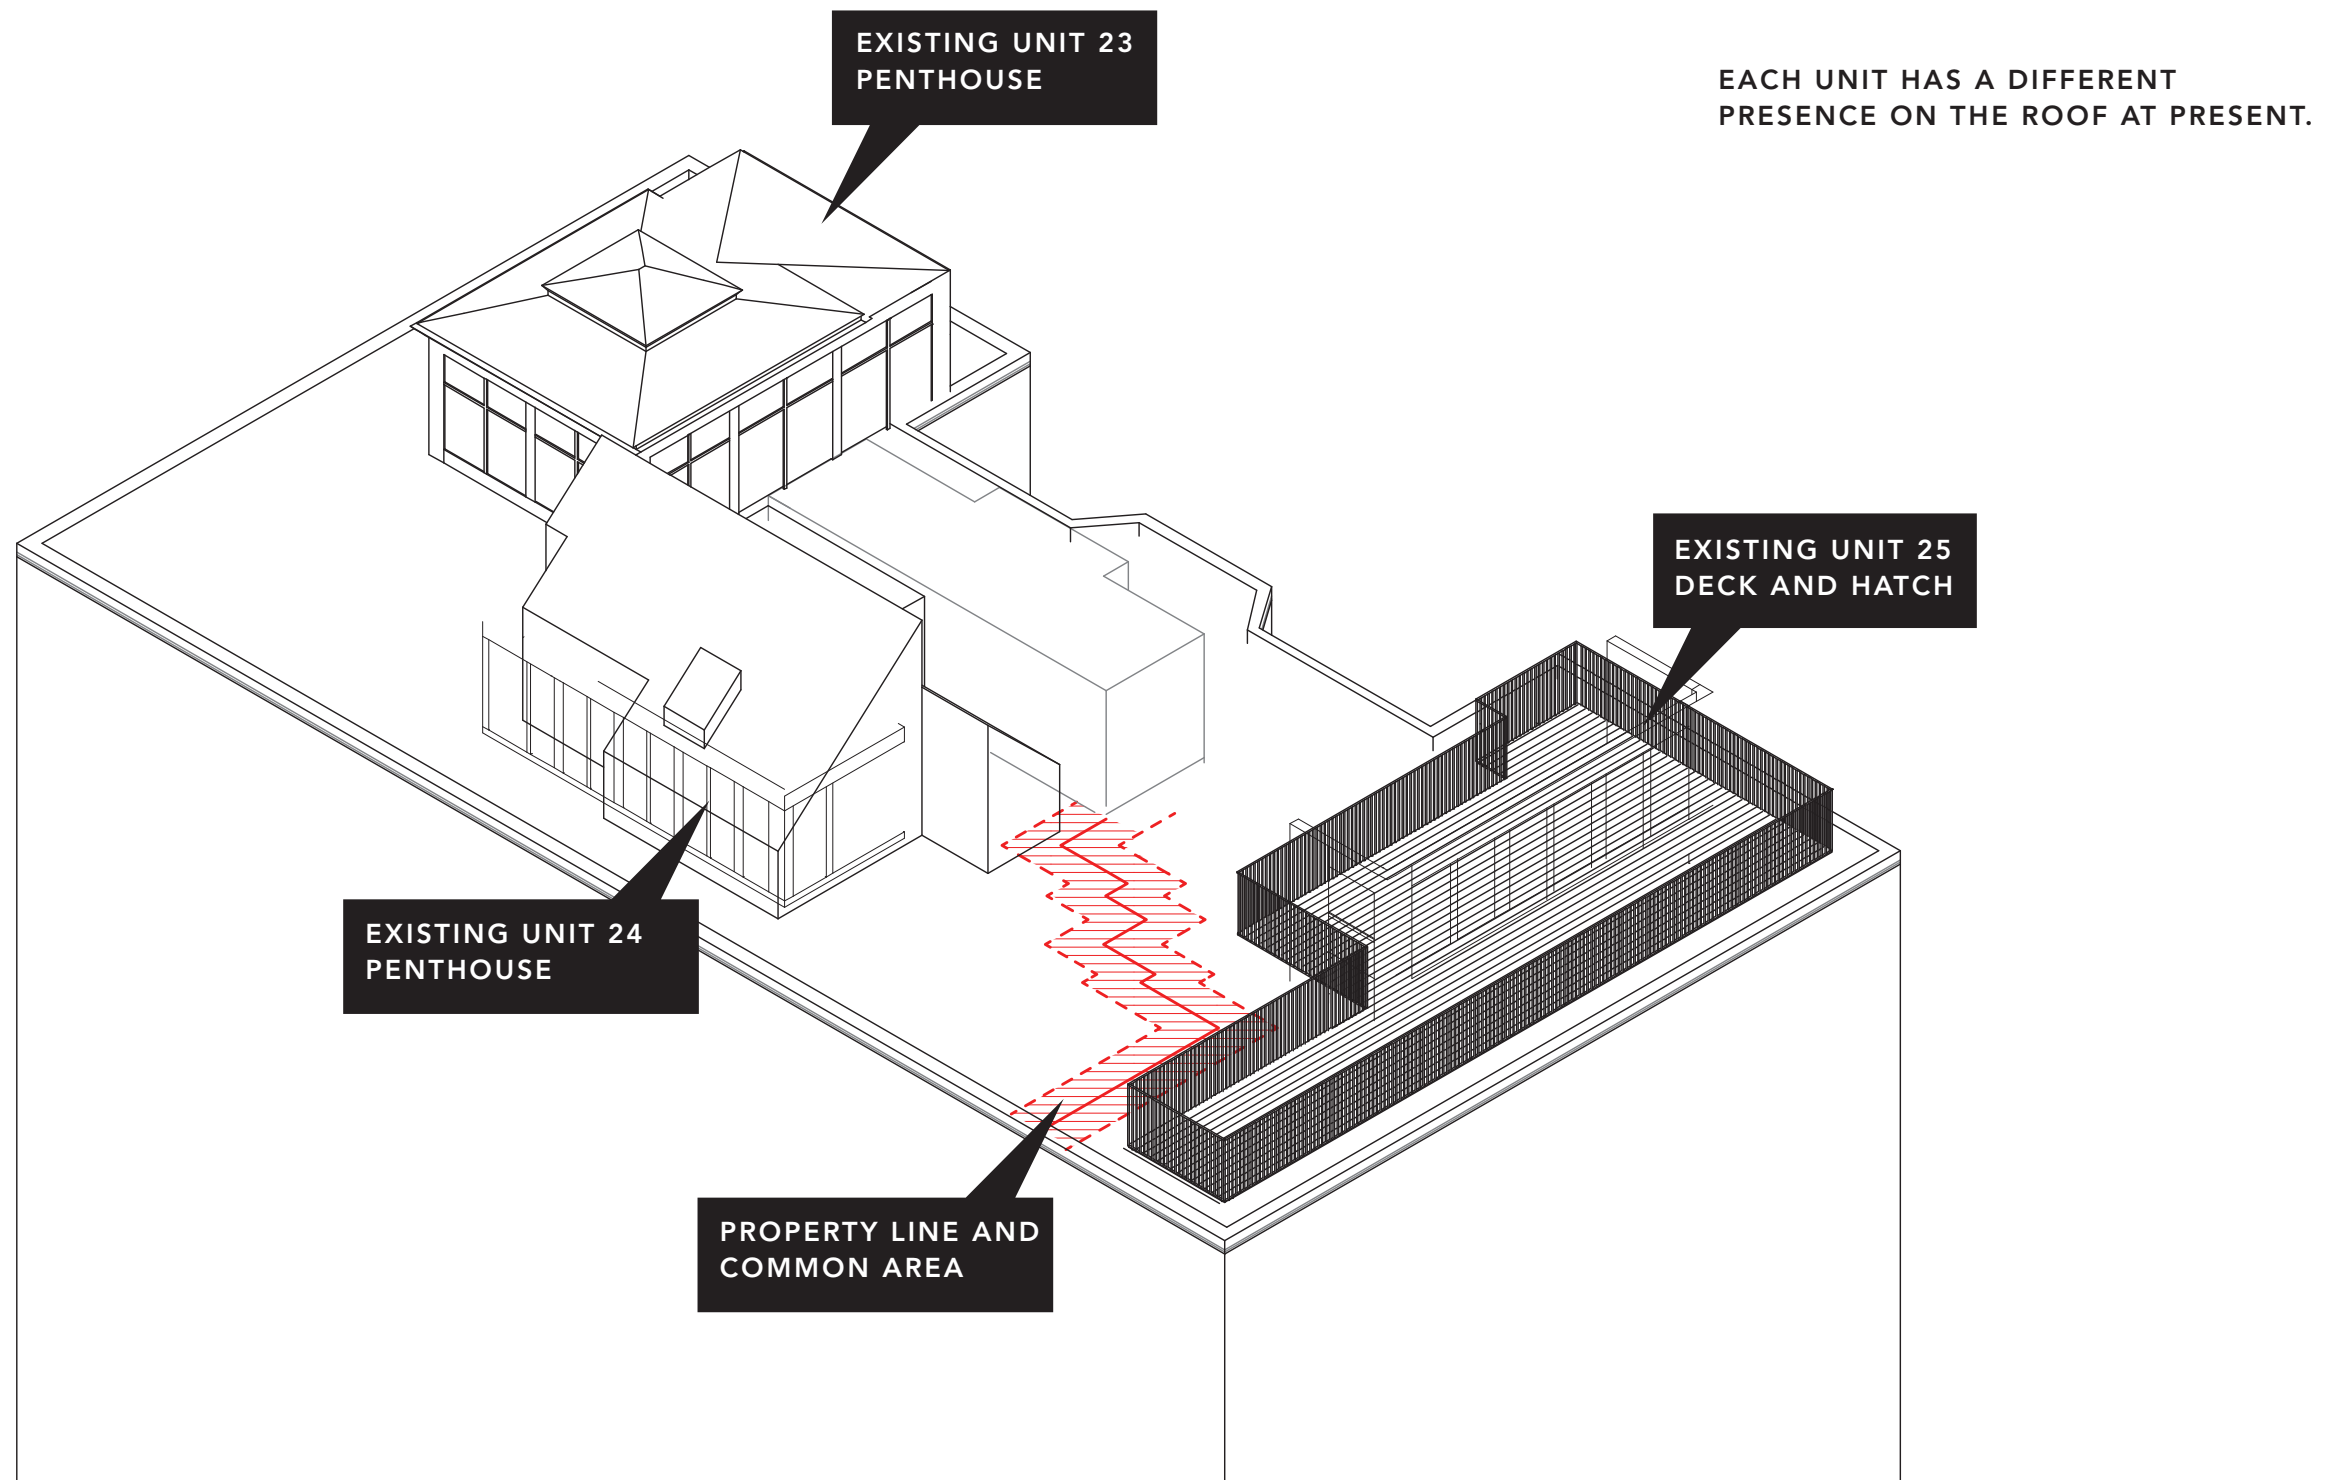 EXISTING UNIT 23
PENTHOUSE
EACH UNIT HAS A DIFFERENT
PRESENCE ON THE ROOF AT PRESENT.
EXISTING UNIT 25
DECK AND HATCH
EXISTING UNIT 24
PENTHOUSE
PROPERTY LINE AND
COMMON AREA